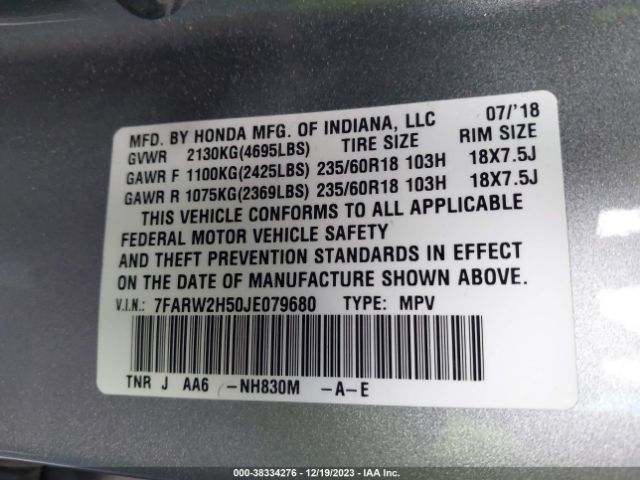 MFD. BY HONDA MFG. OF INDIANA, LLC 07/'18
GVWR 2130KG(4695LBS) TIRE SIZE RIM SIZE
GAWR F 1100KG(2425LBS) 235/60R18 103H 18X7.5J
GAWR R 1075KG(2369LBS) 235/60R18 103H 18X7.5J
THIS VEHICLE CONFORMS TO ALL APPLICABLE
FEDERAL MOTOR VEHICLE SAFETY
AND THEFT PREVENTION STANDARDS IN EFFECT
ON THE DATE OF MANUFACTURE SHOWN ABOVE.
V.I.N.: 7FARW2H50JE079680 TYPE: MPV
TNR J AA6 -NH830M -A-E
000-38334276 - 12/19/2023 - IAA Inc.